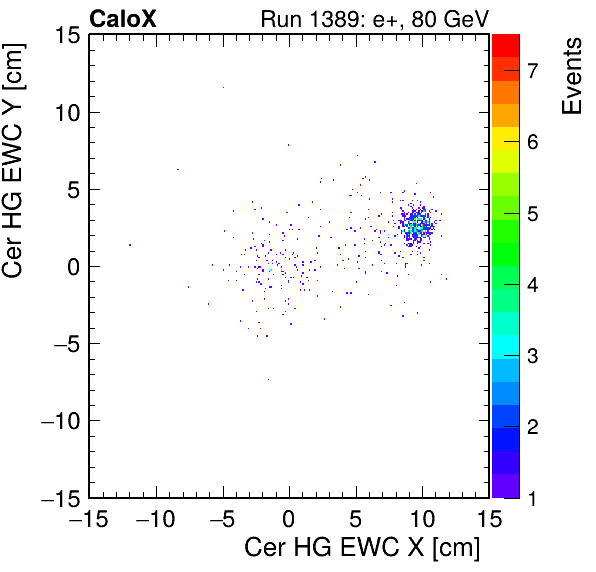 CaloX Run 1389: e+, 80 GeV
Cer HG EWC Y [cm]
15
10
5
0
−5
−10
−15
−15 −10 −5 0 5 10 15
Cer HG EWC X [cm]
Events
7
6
5
4
3
2
1